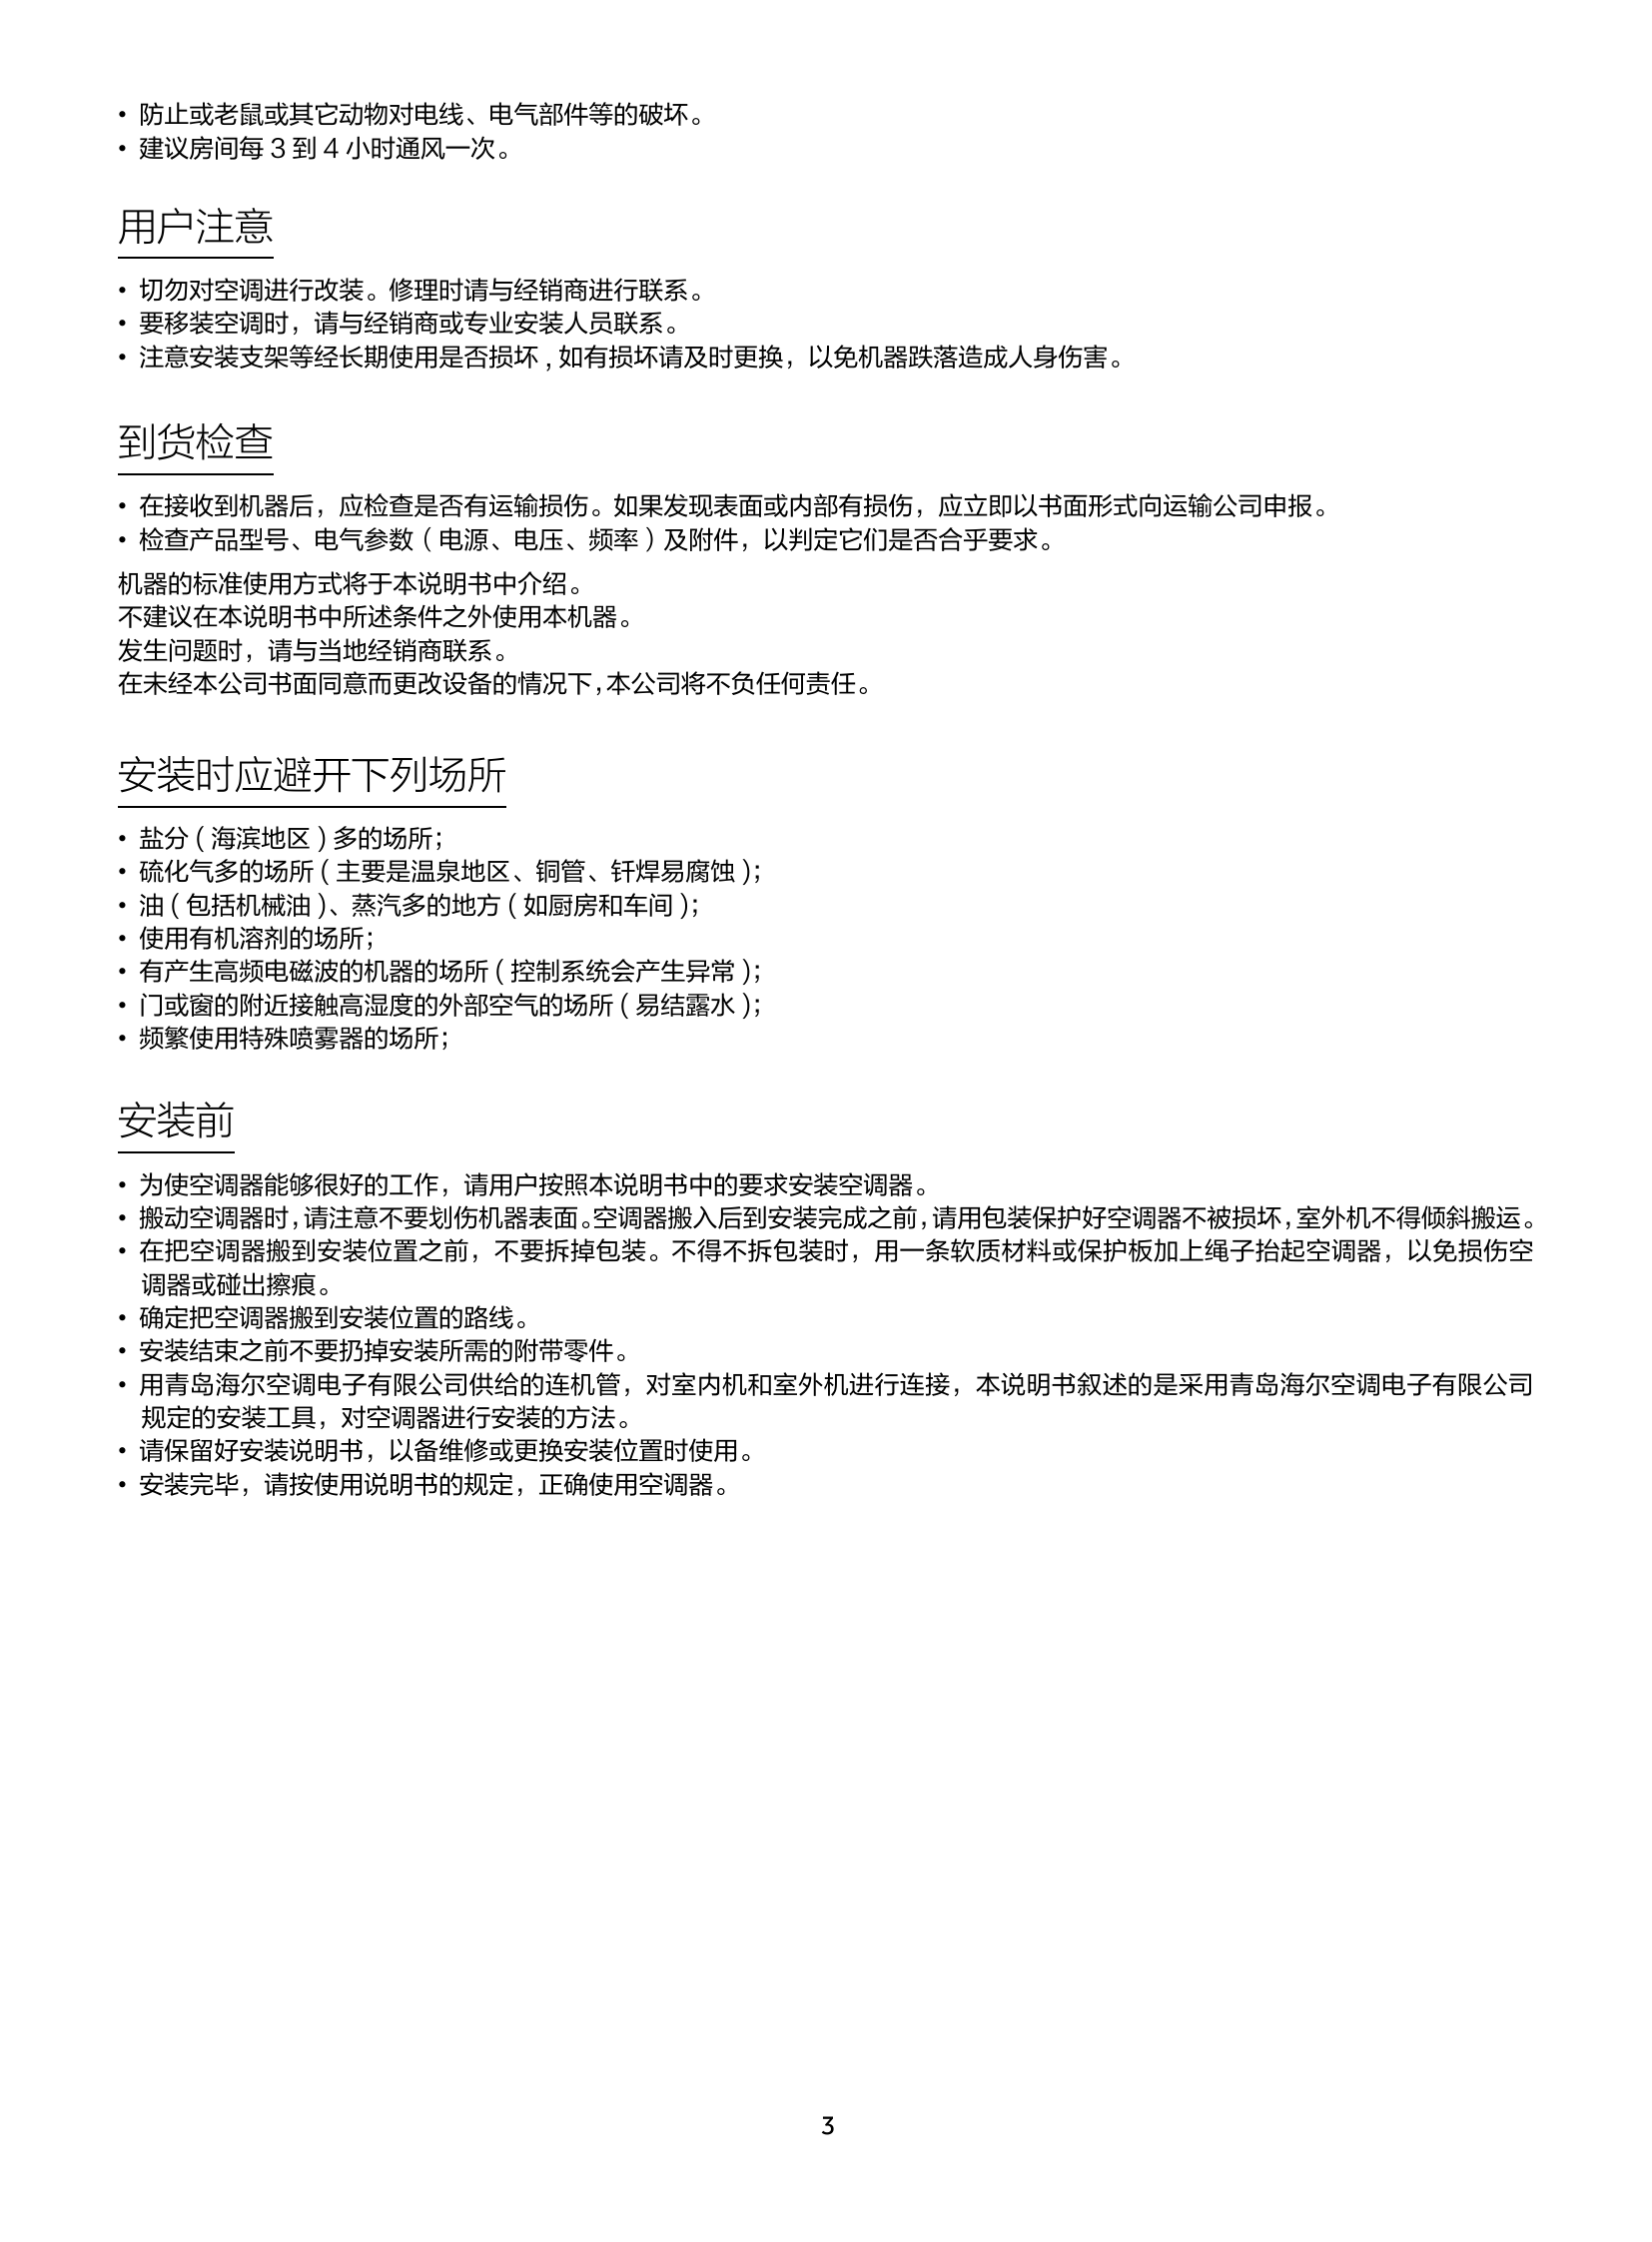 • 防止或老鼠或其它动物对电线、电气部件等的破坏。
• 建议房间每 3 到 4 小时通风一次。
用户注意
• 切勿对空调进行改装。修理时请与经销商进行联系。
• 要移装空调时，请与经销商或专业安装人员联系。
• 注意安装支架等经长期使用是否损坏 , 如有损坏请及时更换，以免机器跌落造成人身伤害。
到货检查
• 在接收到机器后，应检查是否有运输损伤。如果发现表面或内部有损伤，应立即以书面形式向运输公司申报。
• 检查产品型号、电气参数 ( 电源、电压、频率 ) 及附件，以判定它们是否合乎要求。
机器的标准使用方式将于本说明书中介绍。
不建议在本说明书中所述条件之外使用本机器。
发生问题时，请与当地经销商联系。
在未经本公司书面同意而更改设备的情况下,本公司将不负任何责任。
安装时应避开下列场所
• 盐分 ( 海滨地区 ) 多的场所；
• 硫化气多的场所 ( 主要是温泉地区、铜管、钎焊易腐蚀 )；
• 油 ( 包括机械油 )、蒸汽多的地方 ( 如厨房和车间 )；
• 使用有机溶剂的场所；
• 有产生高频电磁波的机器的场所 ( 控制系统会产生异常 )；
• 门或窗的附近接触高湿度的外部空气的场所 ( 易结露水 )；
• 频繁使用特殊喷雾器的场所；
安装前
• 为使空调器能够很好的工作，请用户按照本说明书中的要求安装空调器。
• 搬动空调器时,请注意不要划伤机器表面。空调器搬入后到安装完成之前,请用包装保护好空调器不被损坏,室外机不得倾斜搬运。
• 在把空调器搬到安装位置之前，不要拆掉包装。不得不拆包装时，用一条软质材料或保护板加上绳子抬起空调器，以免损伤空
调器或碰出擦痕。
• 确定把空调器搬到安装位置的路线。
• 安装结束之前不要扔掉安装所需的附带零件。
• 用青岛海尔空调电子有限公司供给的连机管，对室内机和室外机进行连接，本说明书叙述的是采用青岛海尔空调电子有限公司
规定的安装工具，对空调器进行安装的方法。
• 请保留好安装说明书，以备维修或更换安装位置时使用。
• 安装完毕，请按使用说明书的规定，正确使用空调器。
3